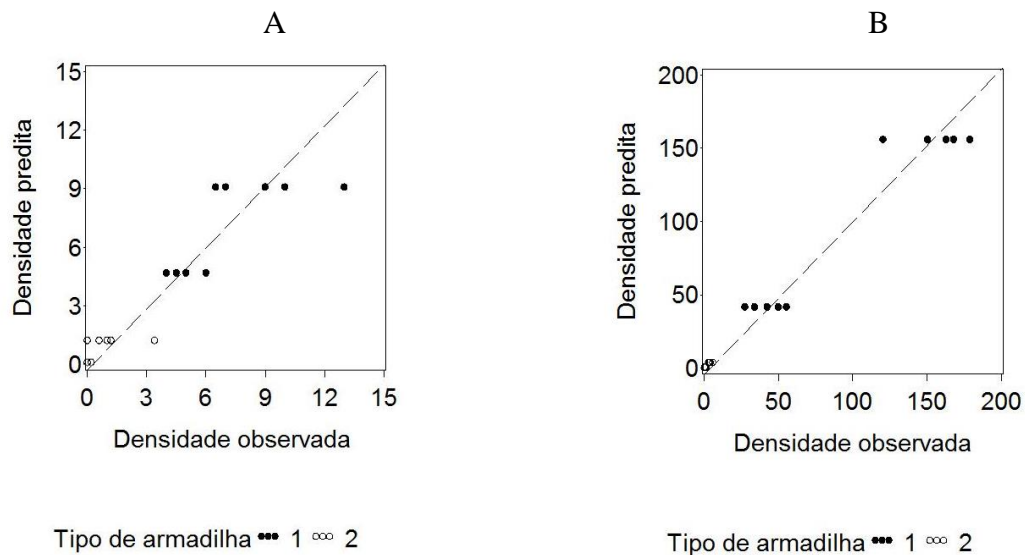 A
B
15
12
9
6
3
0
Densidade predita
0 3 6 9 12 15
Densidade observada
Tipo de armadilha 1 2
200
150
100
50
0
Densidade predita
0 50 100 150 200
Densidade observada
Tipo de armadilha 1 2